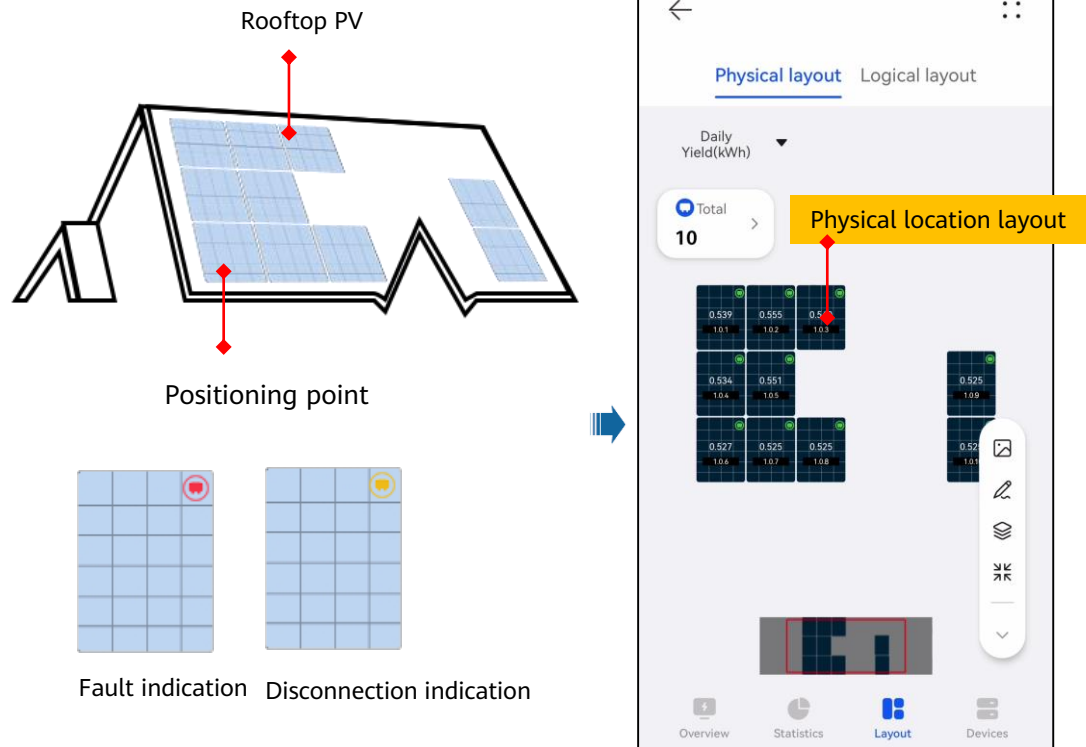 Rooftop PV
Positioning point
Fault indication
Disconnection indication
Physical layout
Logical layout
Daily
Yield(kWh)
Total
10
Physical location layout
0.539
0.555
1.0.1
1.0.2
1.0.3
0.534
0.551
0.525
1.0.4
1.0.5
1.0.9
0.527
0.525
0.525
1.0.6
1.0.7
1.0.8
Overview
Statistics
Layout
Devices